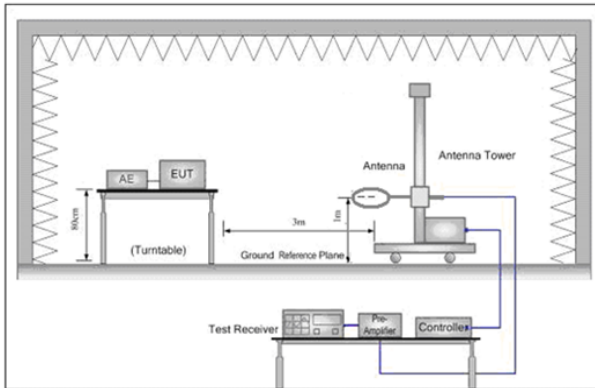 AE
EUT
80cm
(Turntable)
3m
1m
Ground Reference Plane
Antenna
Antenna Tower
Test Receiver
Pre-
Amplifier
Controller